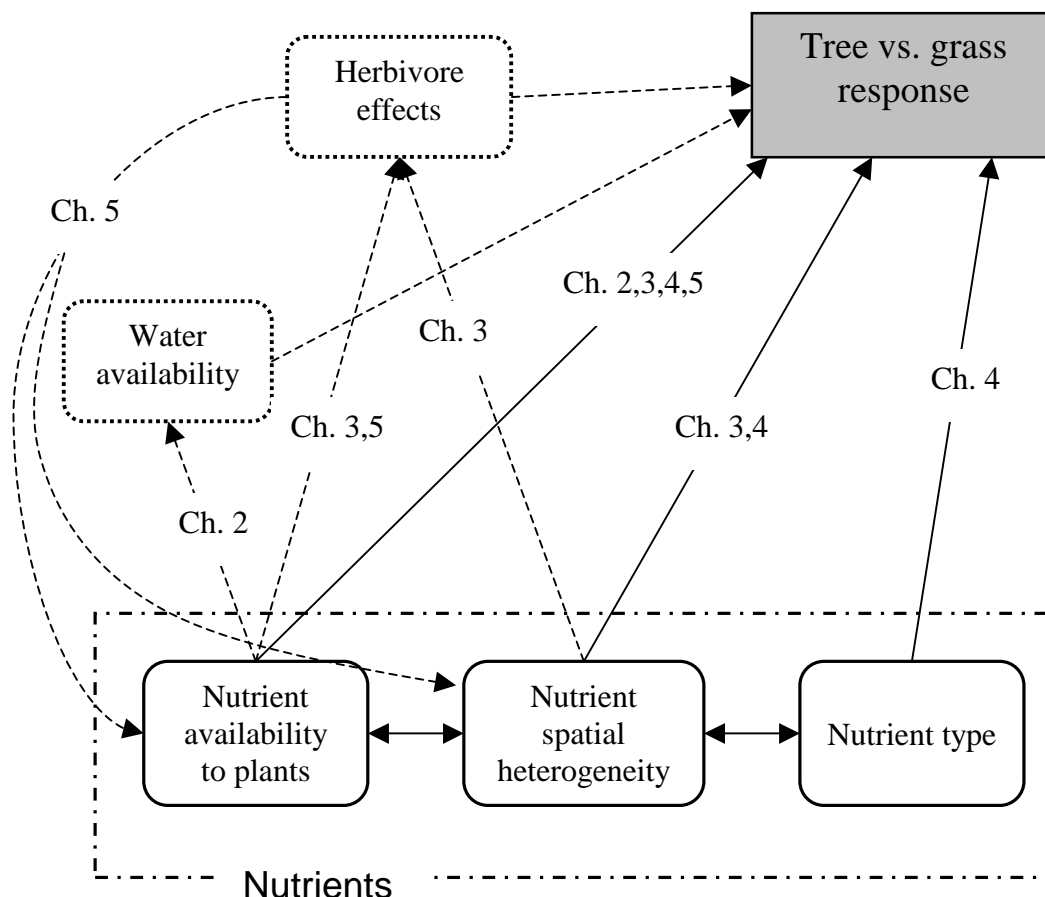 Tree vs. grass
response
Herbivore
effects
Ch. 5
Ch. 2,3,4,5
Water
availability
Ch. 3
Ch. 4
Ch. 3,5
Ch. 3,4
Ch. 2
Nutrient
availability
to plants
Nutrient
spatial
heterogeneity
Nutrient type
Nutrients